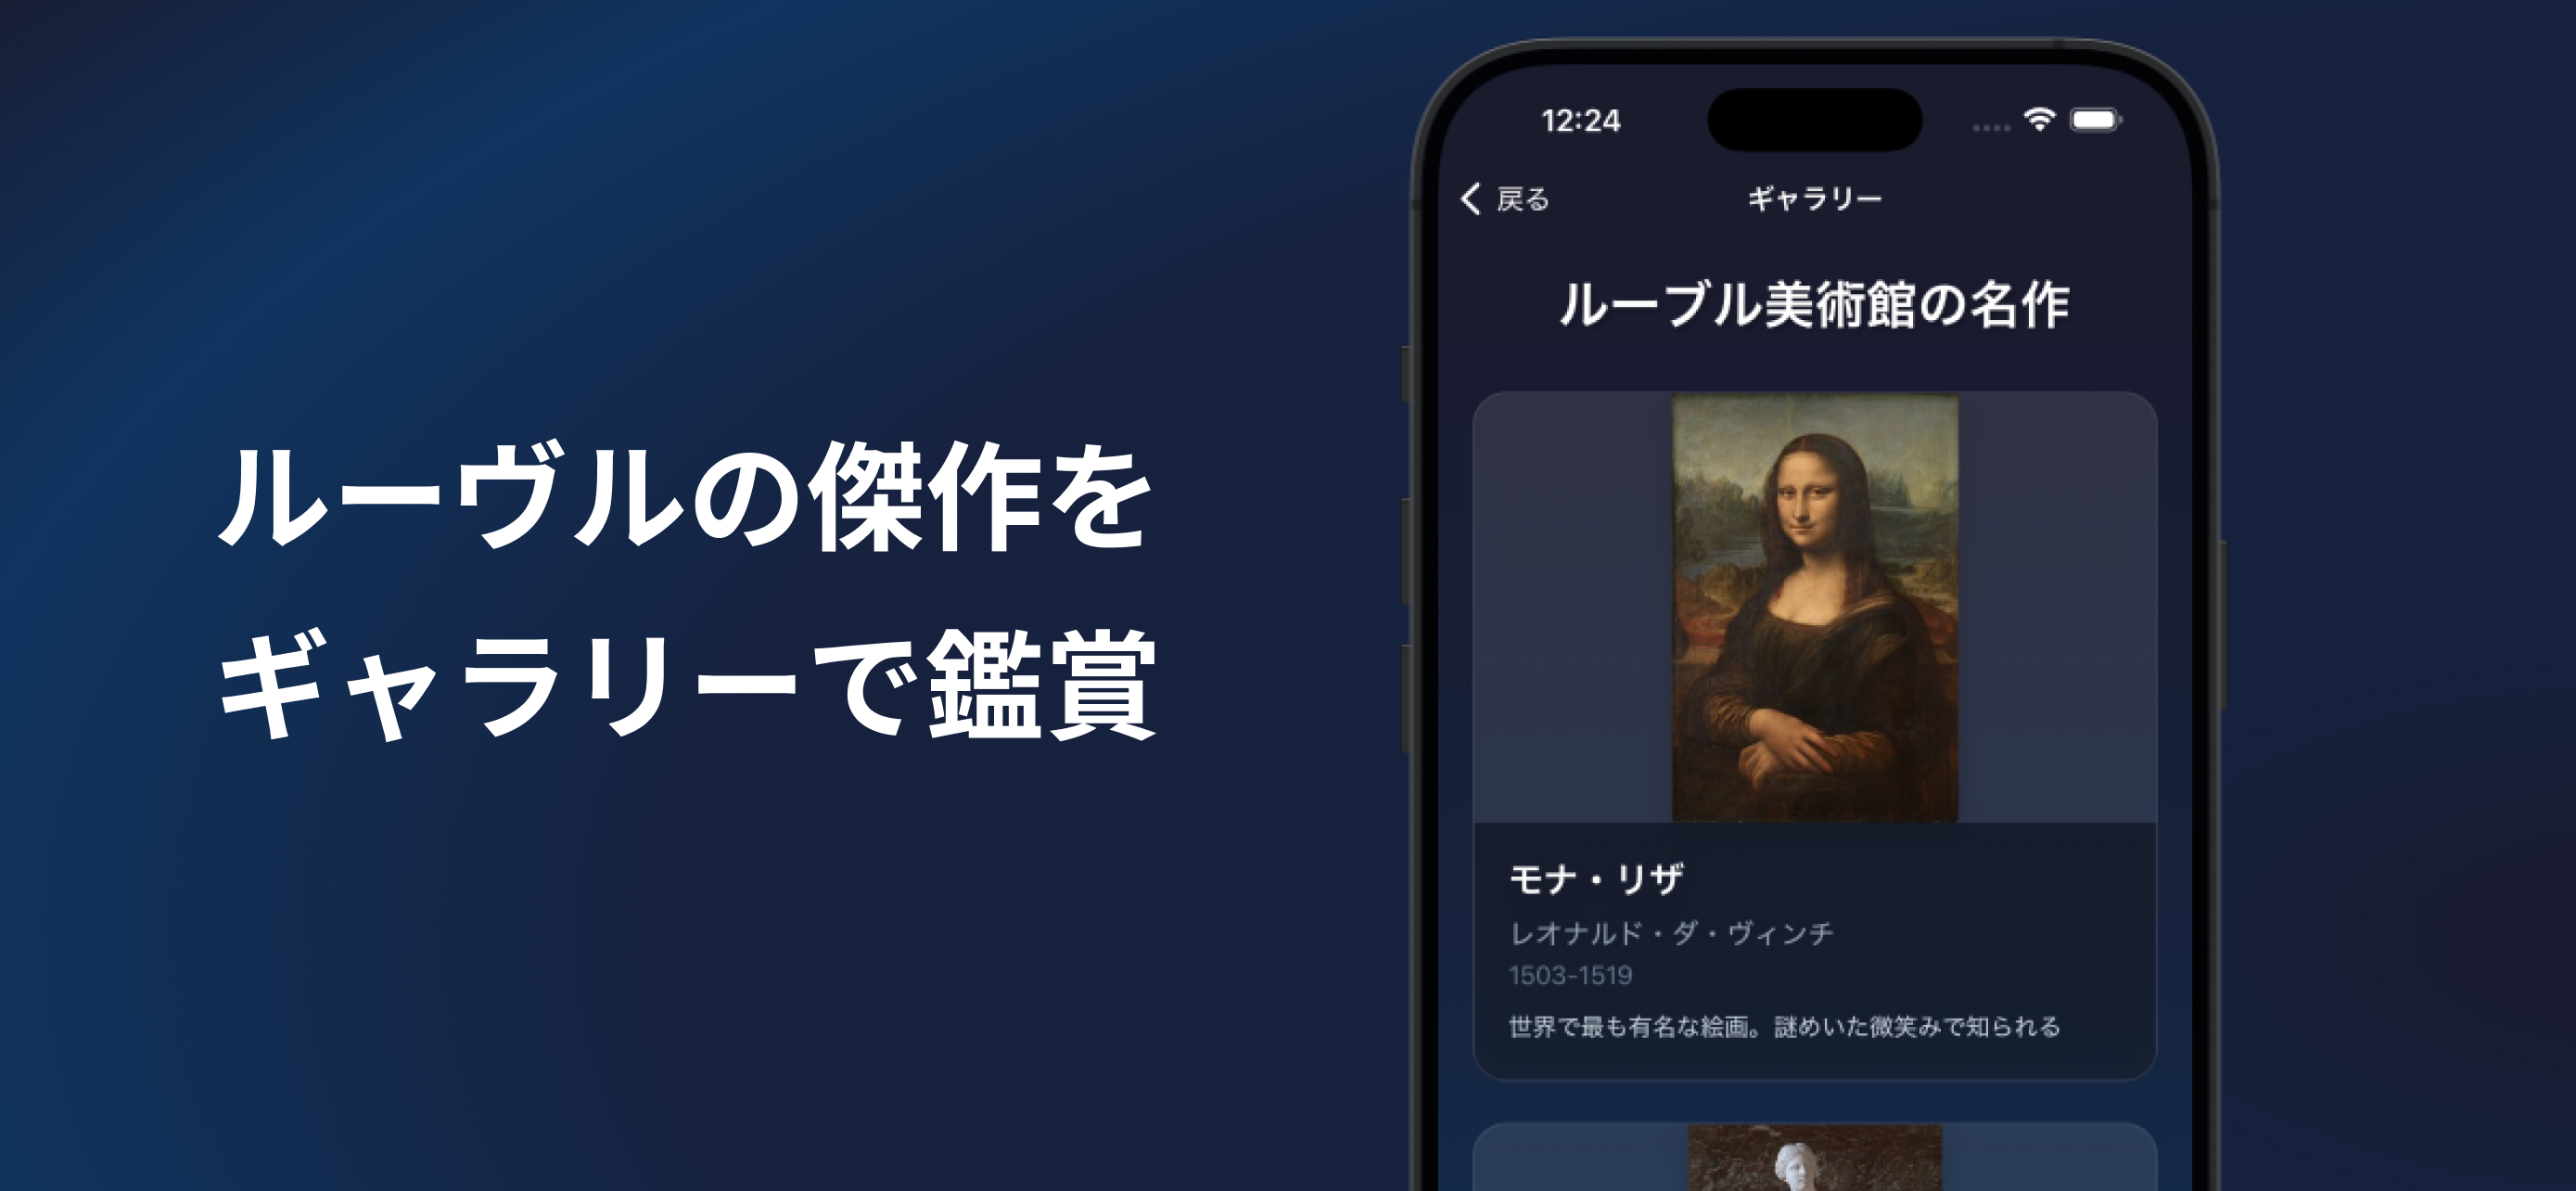 ルーヴルの傑作を
ギャラリーで鑑賞
12:24
戻る
ギャラリー
ルーブル美術館の名作
モナ・リザ
レオナルド・ダ・ヴィンチ
1503-1519
世界で最も有名な絵画。謎めいた微笑みで知られる